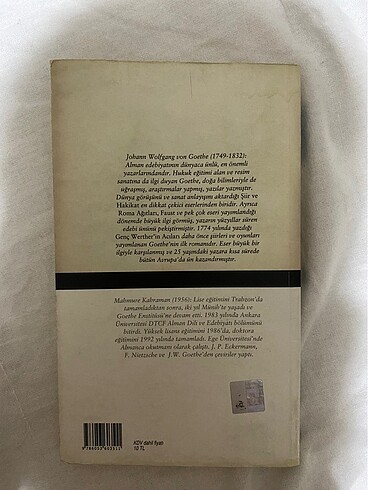 Johann Wolfgang von Goethe (1749-1832):
Alman edebiyatının dünyaca ünlü, en önemli
yazarlarındandır. Hukuk eğitimi alan ve resim
sanatına da ilgi duyan Goethe, doğa bilimleriyle de
uğraşmış, araştırmalar yapmış, yazılar yazmıştır.
Dünya görüşünü ve sanat anlayışını aktardığı Şiir ve
Hakikat en dikkat çekici eserlerinden biridir. Ayrıca
Roma Ağıtları, Faust ve pek çok eseri yayımlandığı
dönemde büyük ilgi görmüş, yazarın yüzyıllar süren
edebi ününü pekiştirmiştir. 1774 yılında yazdığı
Genç Werther'in Acıları daha önce şiirleri ve oyunları
yayımlanan Goethe'nin ilk romanıdır. Eser büyük bir
ilgiyle karşılanmış ve 25 yaşındaki yazara kısa sürede
bütün Avrupa'da ün kazandırmıştır.
Mahmure Kahraman (1956): Lise eğitimini Trabzon'da
tamamladıktan sonra, iki yıl Münih'te yaşadı ve
Goethe Enstitüsü'ne devam etti. 1983 yılında Ankara
Üniversitesi DTCF Alman Dili ve Edebiyatı bölümünü
bitirdi. Yüksek lisans eğitimini 1986'da, doktora
eğitimini 1992 yılında tamamladı. Ege Üniversitesi'nde
Almanca okutmanı olarak çalıştı. J. P. Eckermann,
F. Nietzsche ve J.W. Goethe'den çeviriler yaptı.
KDV dahil fiyatı
10 TL